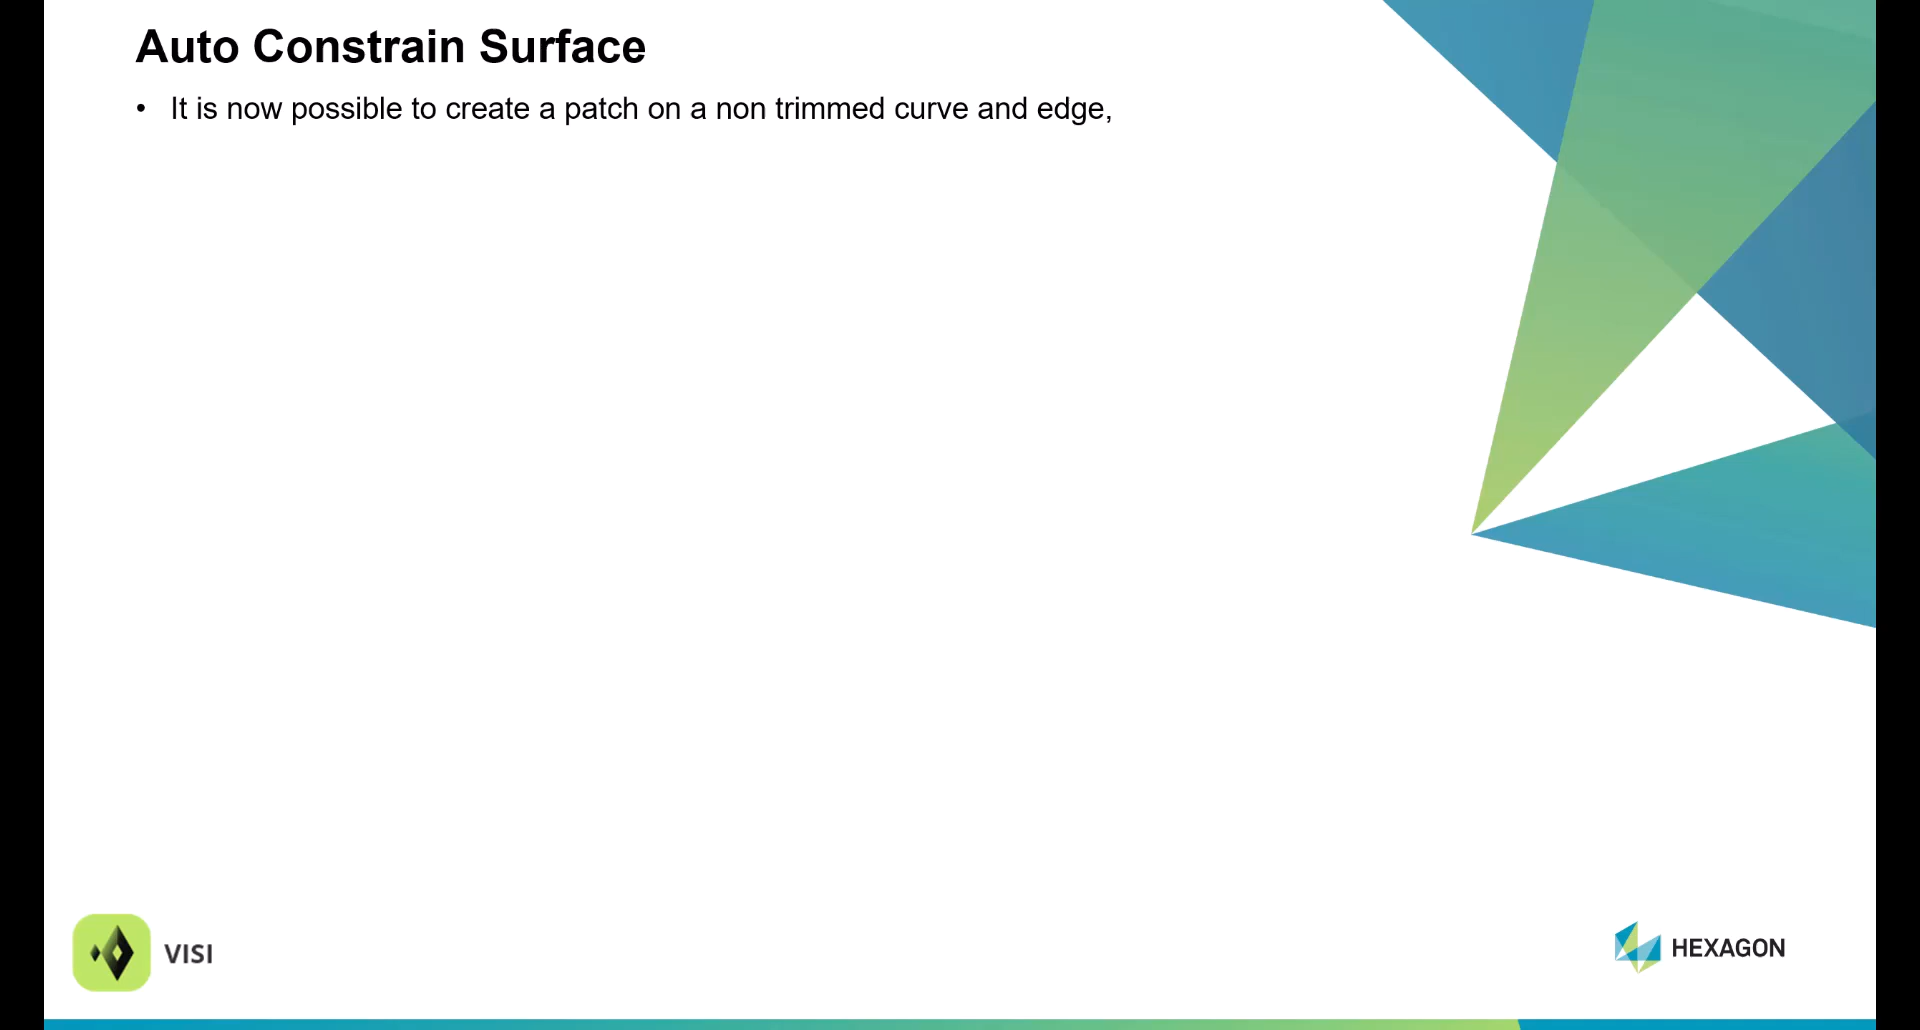 Auto Constrain Surface
• It is now possible to create a patch on a non trimmed curve and edge,
VISI
HEXAGON